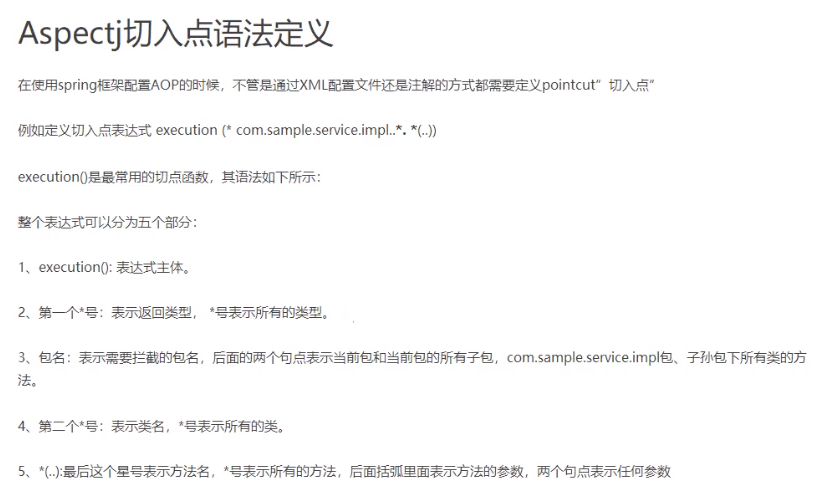 Aspectj切入点语法定义
在使用spring框架配置AOP的时候，不管是通过XML配置文件还是注解的方式都需要定义pointcut”切入点”
例如定义切入点表达式 execution (* com.sample.service.impl..*. *(..))
execution()是最常用的切点函数，其语法如下所示：
整个表达式可以分为五个部分：
1、execution(): 表达式主体。
2、第一个*号：表示返回类型， *号表示所有的类型。
3、包名：表示需要拦截的包名，后面的两个句点表示当前包和当前包的所有子包，com.sample.service.impl包、子孙包下所有类的方
法。
4、第二个*号：表示类名，*号表示所有的类。
5、*(..):最后这个星号表示方法名，*号表示所有的方法，后面括弧里面表示方法的参数，两个句点表示任何参数